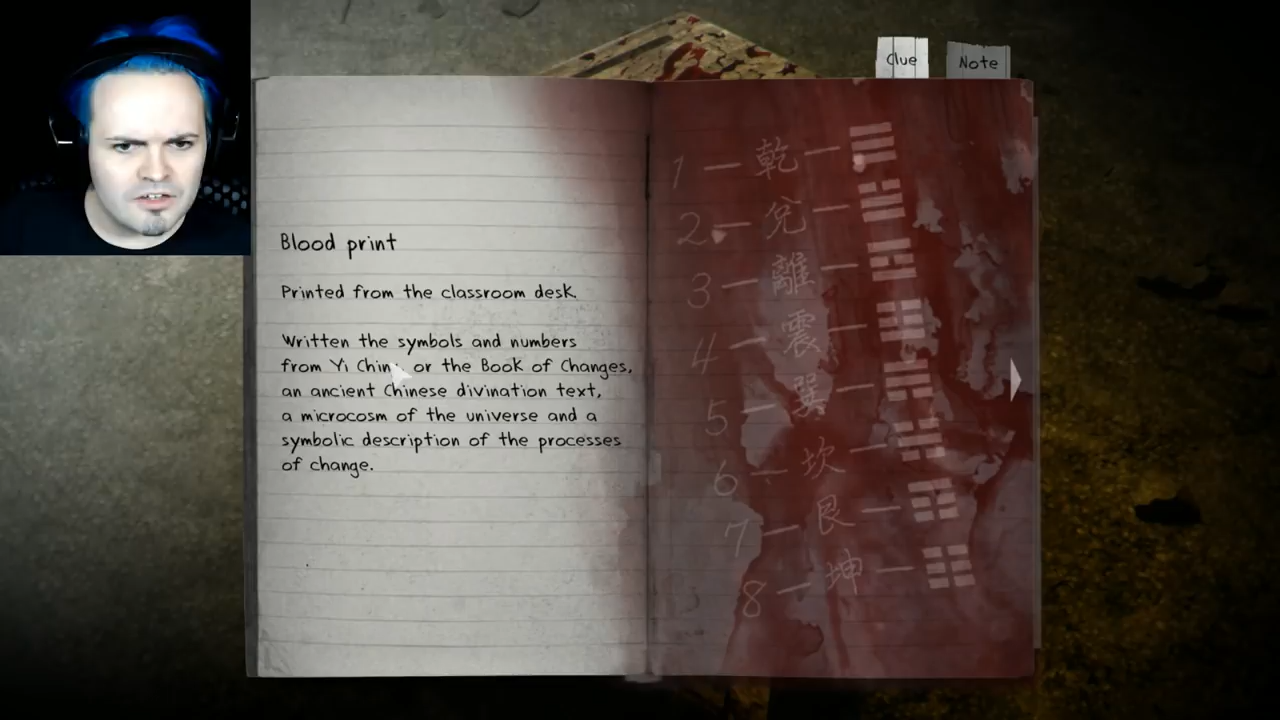 Clue
Note
Blood print
Printed from the classroom desk.
Written the symbols and numbers
from Yi Ching or the Book of Changes,
an ancient Chinese divination text,
a microcosm of the universe and a
symbolic description of the processes
of change.
1 — 乾 — ☰
2 — 兌 — ☱
3 — 離 — ☲
4 — 震 — ☳
5 — 巽 — ☴
6 — 坎 — ☵
7 — 艮 — ☶
8 — 坤 — ☷